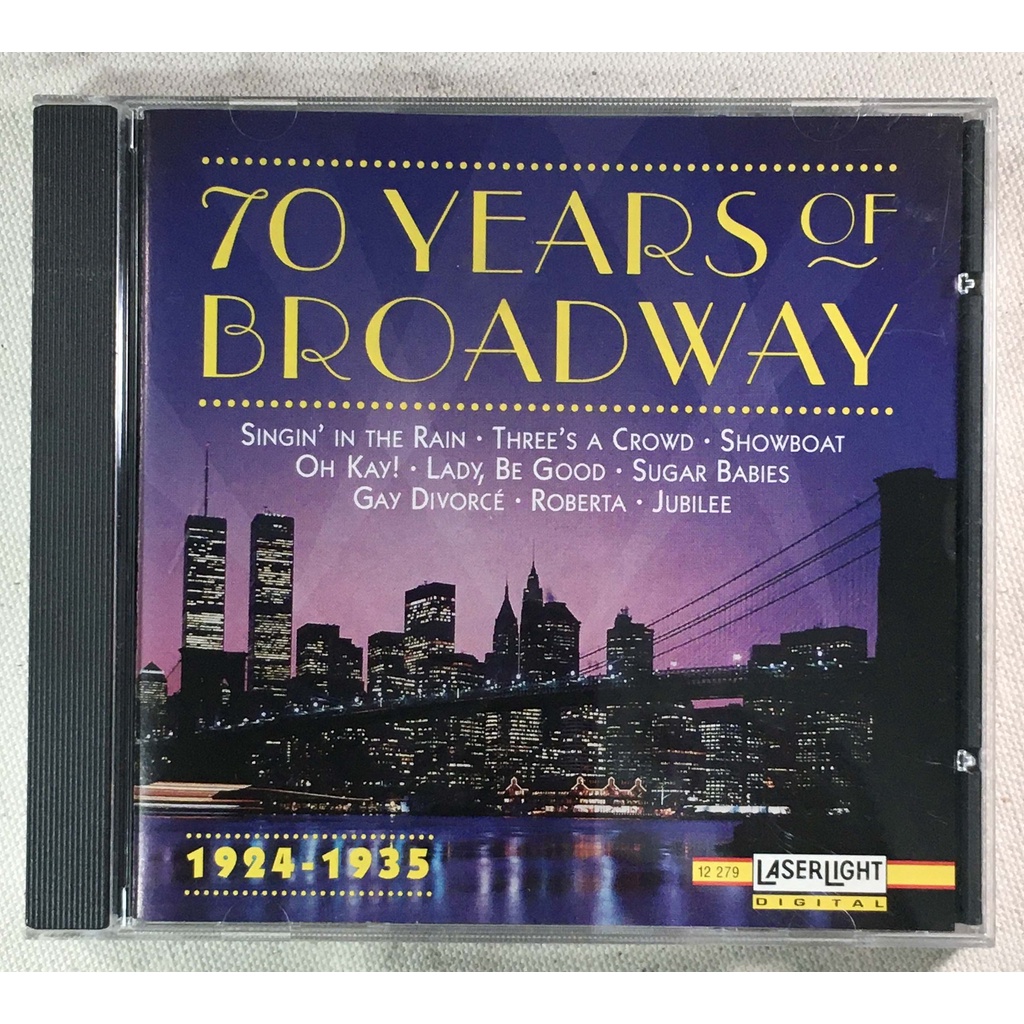 70 YEARS OF
BROADWAY
SINGIN' IN THE RAIN · THREE'S A CROWD · SHOWBOAT
OH KAY! · LADY, BE GOOD · SUGAR BABIES
GAY DIVORCÉ · ROBERTA · JUBILEE
1924-1935
12 279
LASERLIGHT
DIGITAL